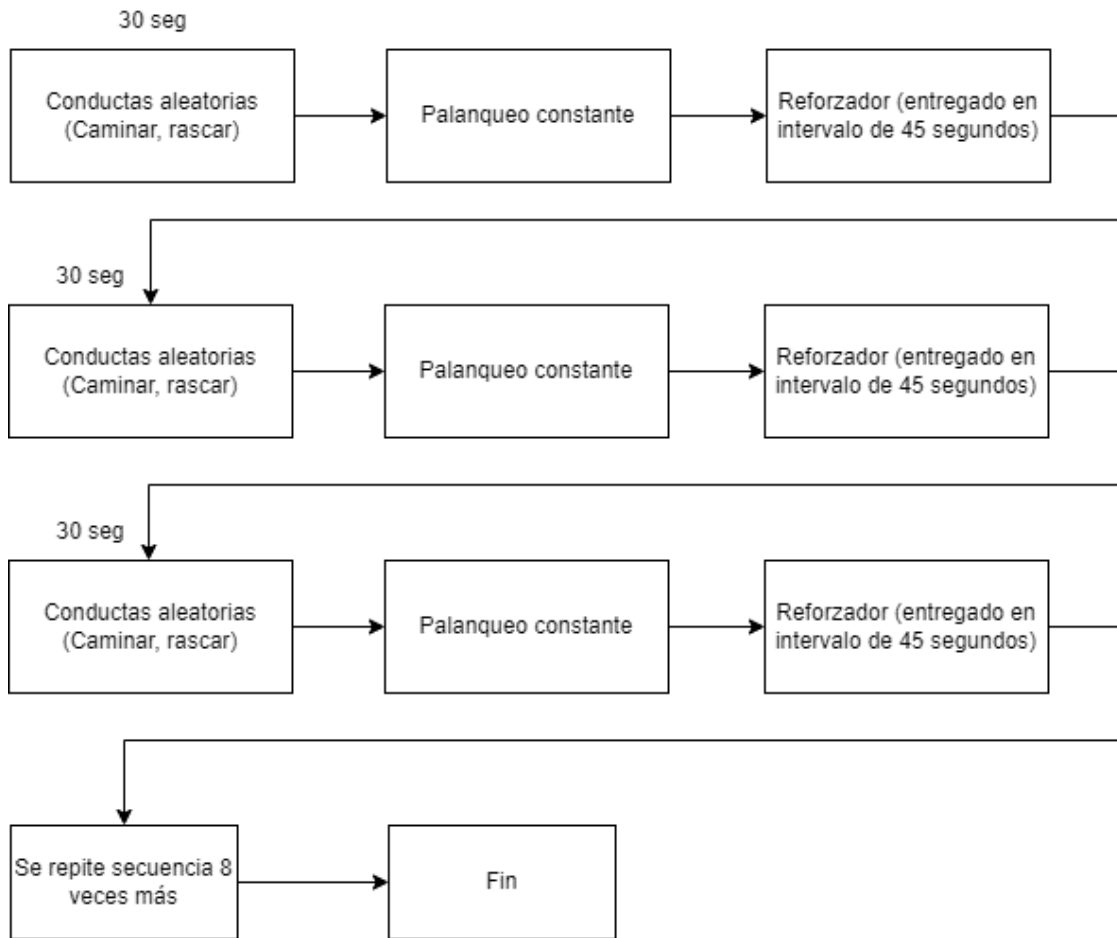 30 seg
Conductas aleatorias
(Caminar, rascar)
Palanqueo constante
Reforzador (entregado en
intervalo de 45 segundos)
30 seg
Conductas aleatorias
(Caminar, rascar)
Palanqueo constante
Reforzador (entregado en
intervalo de 45 segundos)
30 seg
Conductas aleatorias
(Caminar, rascar)
Palanqueo constante
Reforzador (entregado en
intervalo de 45 segundos)
Se repite secuencia 8
veces más
Fin